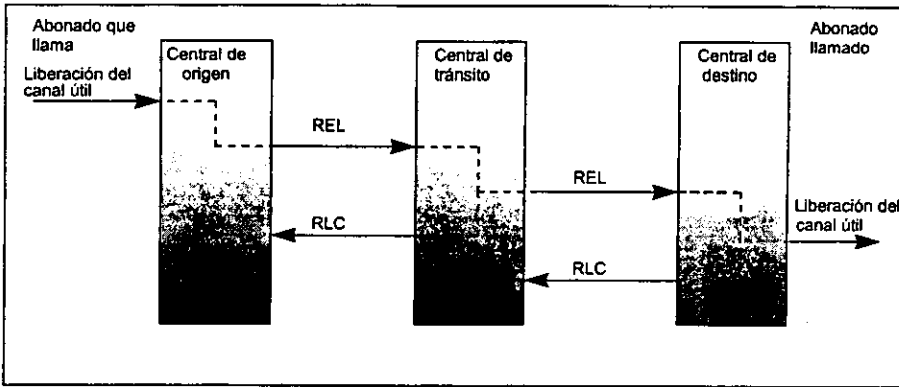 Abonado que
llama
Liberación del
canal útil
Central de
origen
Central de
tránsito
Central de
destino
Abonado
llamado
REL
REL
Liberación del
canal útil
RLC
RLC